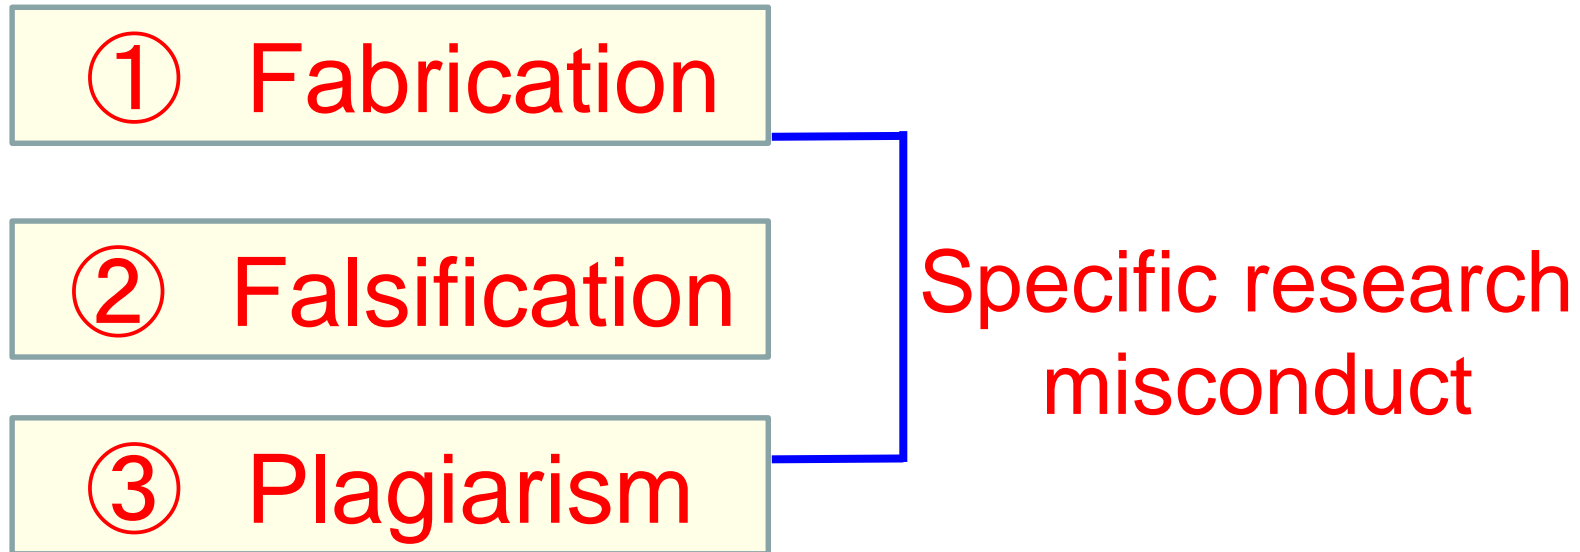 ① Fabrication
② Falsification
Specific research
misconduct
③ Plagiarism